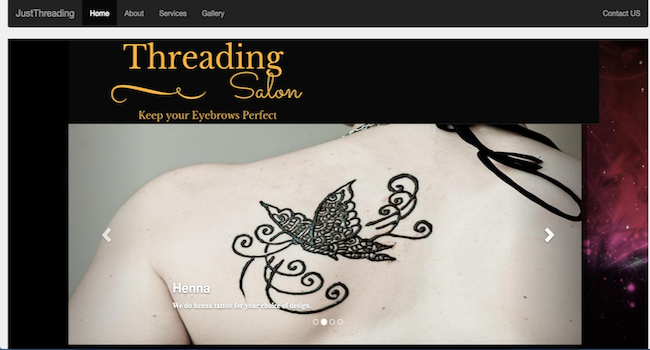 JustThreading
Home
About
Services
Gallery
Contact US
Threading
Salon
Keep your Eyebrows Perfect
Henna
We do henna tattoo for your choice of design.